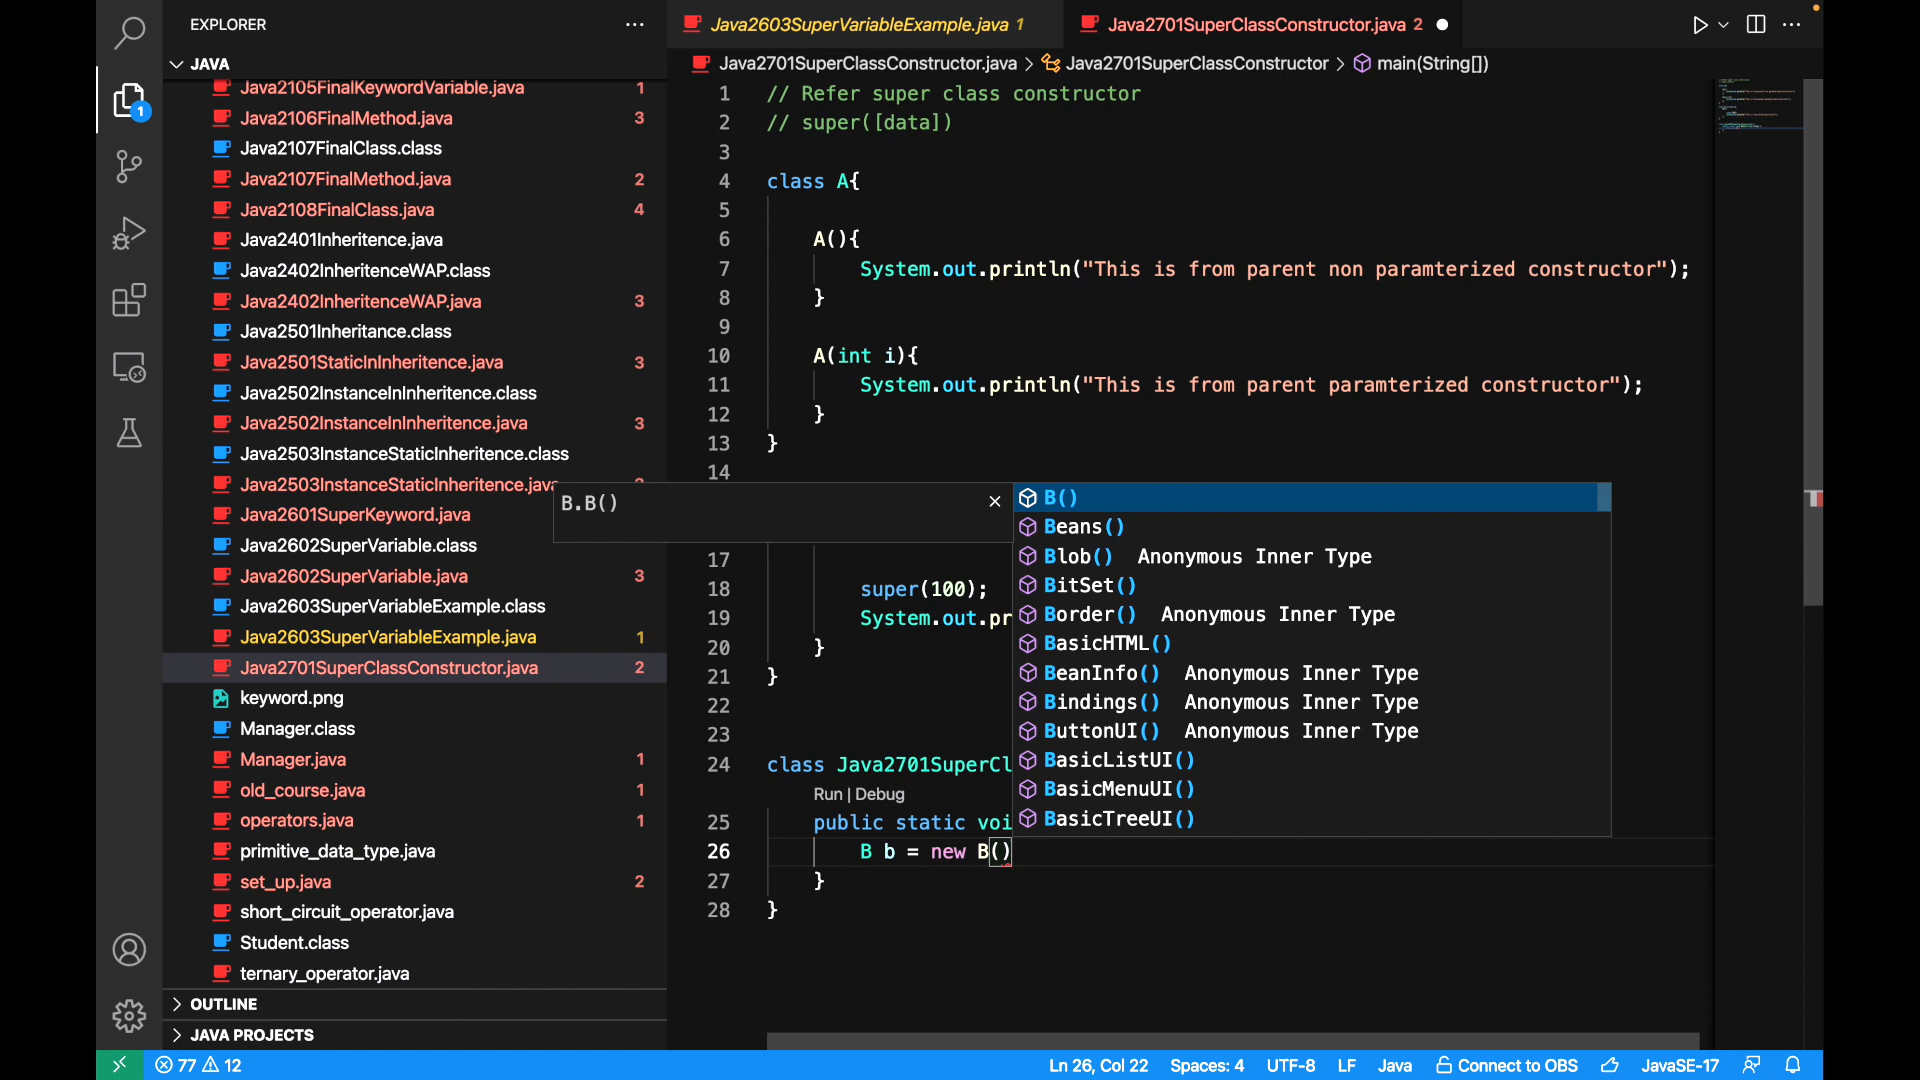 EXPLORER
JAVA
Java2105FinalKeywordVariable.java 1
Java2106FinalMethod.java 3
Java2107FinalClass.class
Java2107FinalMethod.java 2
Java2108FinalClass.java 4
Java2401Inheritence.java
Java2402InheritenceWAP.class
Java2402InheritenceWAP.java 3
Java2501Inheritance.class
Java2501StaticInInheritence.java 3
Java2502InstanceInInheritence.class
Java2502InstanceInInheritence.java 3
Java2503InstanceStaticInheritence.class
Java2503InstanceStaticInheritence.java
Java2601SuperKeyword.java
Java2602SuperVariable.class
Java2602SuperVariable.java 3
Java2603SuperVariableExample.class
Java2603SuperVariableExample.java 1
Java2701SuperClassConstructor.java 2
keyword.png
Manager.class
Manager.java 1
old_course.java 1
operators.java 1
primitive_data_type.java
set_up.java 2
short_circuit_operator.java
Student.class
ternary_operator.java
OUTLINE
JAVA PROJECTS
Java2603SuperVariableExample.java 1
Java2701SuperClassConstructor.java 2
Java2701SuperClassConstructor.java > Java2701SuperClassConstructor > main(String[])
1 // Refer super class constructor
2 // super([data])
3
4 class A{
5
6 A(){
7 System.out.println("This is from parent non paramterized constructor");
8 }
9
10 A(int i){
11 System.out.println("This is from parent paramterized constructor");
12 }
13 }
14
B.B()
B()
Beans()
Blob() Anonymous Inner Type
BitSet()
Border() Anonymous Inner Type
BasicHTML()
BeanInfo() Anonymous Inner Type
Bindings() Anonymous Inner Type
ButtonUI() Anonymous Inner Type
BasicListUI()
BasicMenuUI()
BasicTreeUI()
17
18 super(100);
19 System.out.pr
20 }
21 }
22
23
24 class Java2701SuperCl
Run | Debug
25 public static voi
26 B b = new B()
27 }
28 }
1
77 12
Ln 26, Col 22
Spaces: 4
UTF-8
LF
Java
Connect to OBS
JavaSE-17